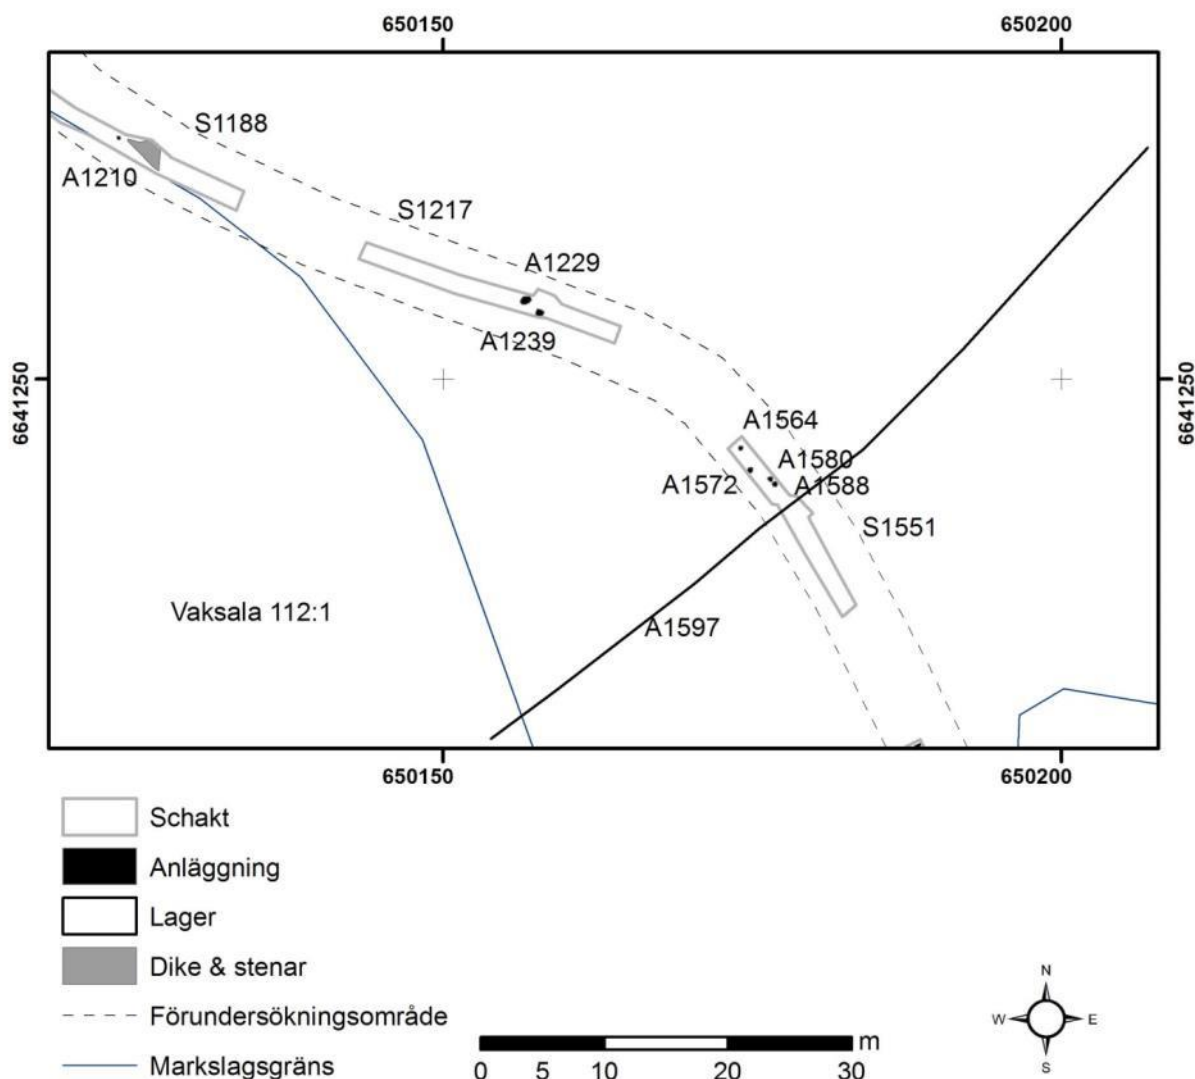 650150 650200
S1188
A1210
S1217
A1229
A1239
6641250 6641250
A1564
A1580
A1572 A1588
S1551
Vaksala 112:1
A1597
650150 650200
Schakt
Anläggning
Lager
Dike & stenar
Förundersökningsområde
Markslagsgräns
m
0 5 10 20 30
N
W E
S